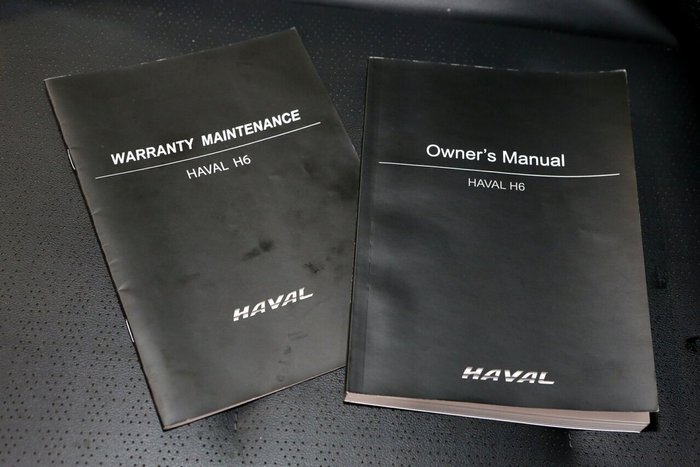 WARRANTY MAINTENANCE
HAVAL H6
HAVAL
Owner's Manual
HAVAL H6
HAVAL